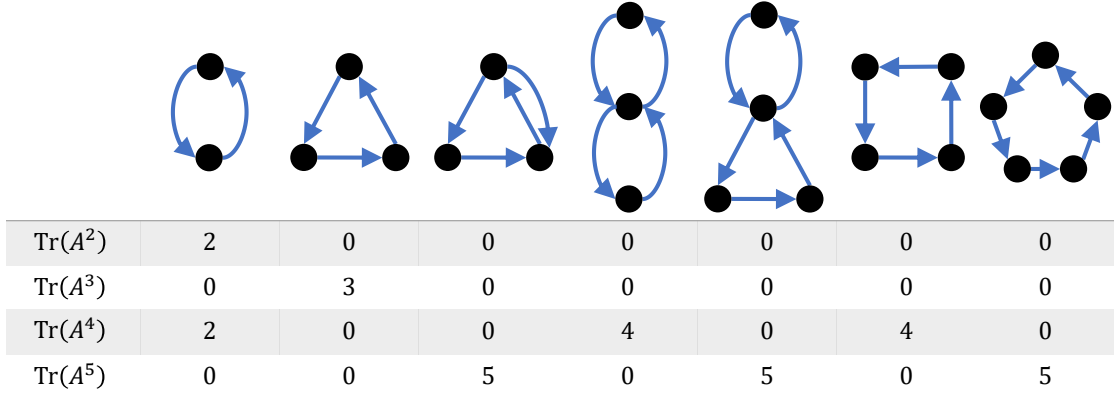 Tr(A²) 2 0 0 0 0 0 0
Tr(A³) 0 3 0 0 0 0 0
Tr(A⁴) 2 0 0 4 0 4 0
Tr(A⁵) 0 0 5 0 5 0 5